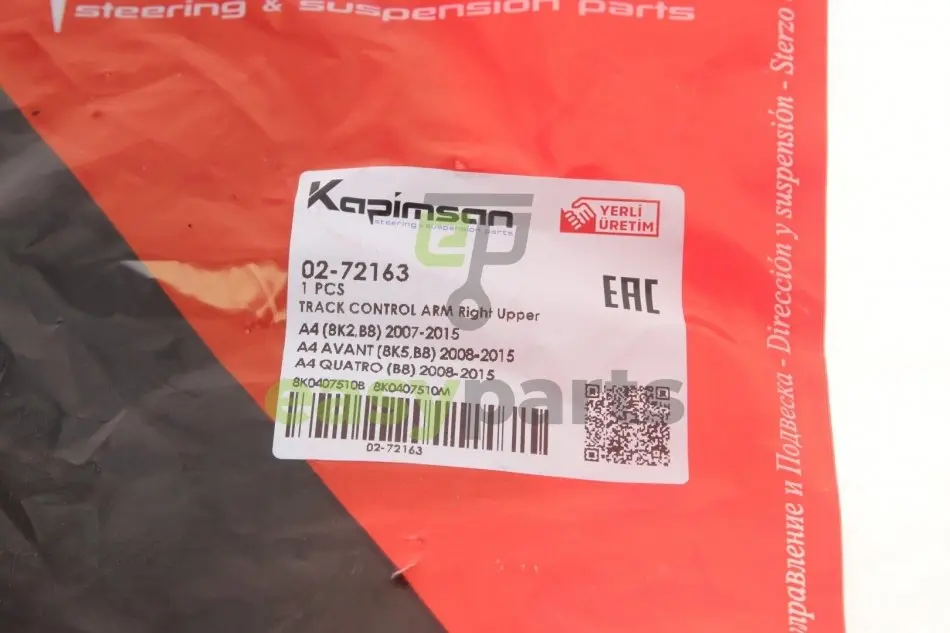 steering & suspension parts
Kapimsan
steering & suspension parts
YERLİ
ÜRETİM
02-72163
1 PCS
EAC
TRACK CONTROL ARM Right Upper
A4 (8K2,B8) 2007-2015
A4 AVANT (8K5,B8) 2008-2015
A4 QUATRO (B8) 2008-2015
8K0407510B 8K0407510M
02-72163
easyparts
и Подвеска - Dirección y suspensión - Sterzo